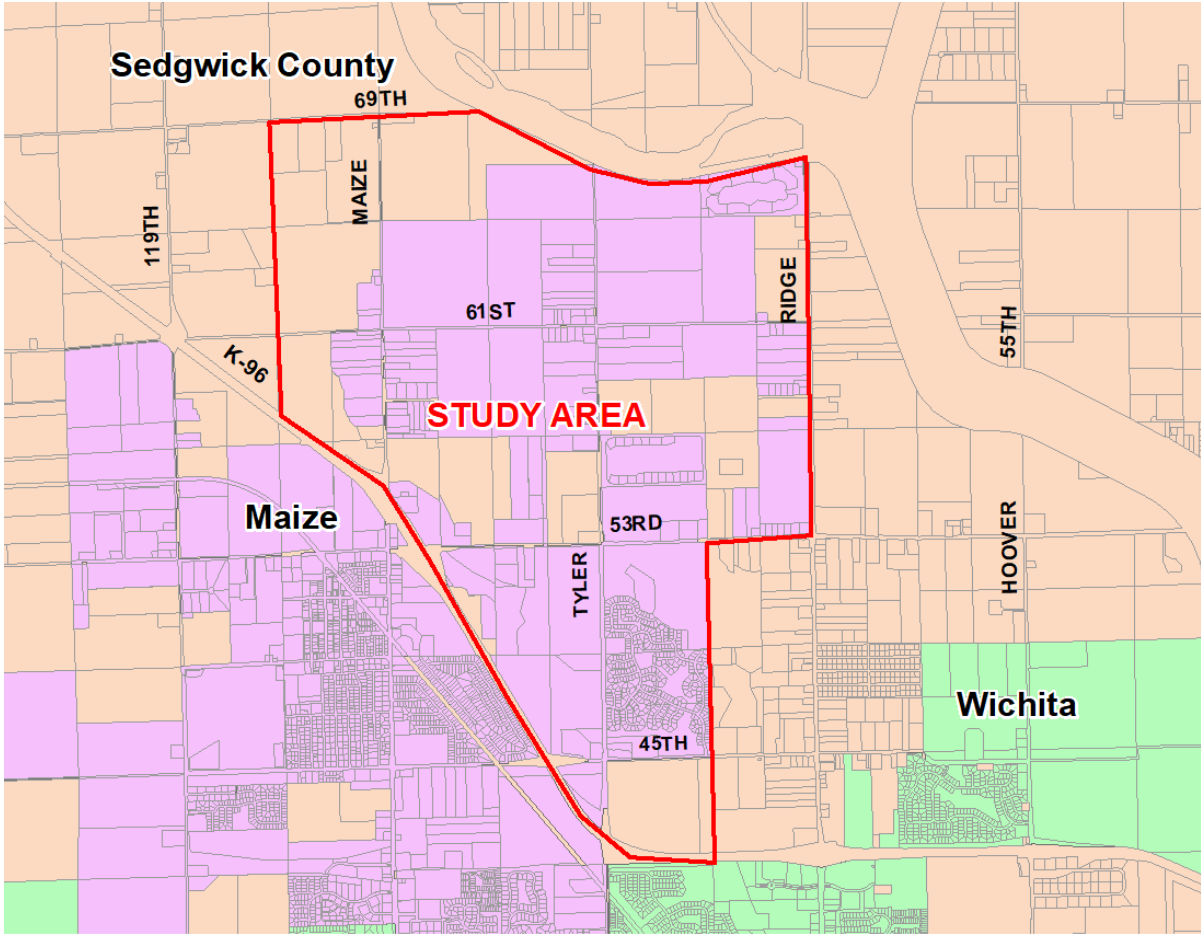 Sedgwick County
69TH
MAIZE
119TH
RIDGE
61ST
55TH
K-96
STUDY AREA
Maize
53RD
HOOVER
TYLER
Wichita
45TH